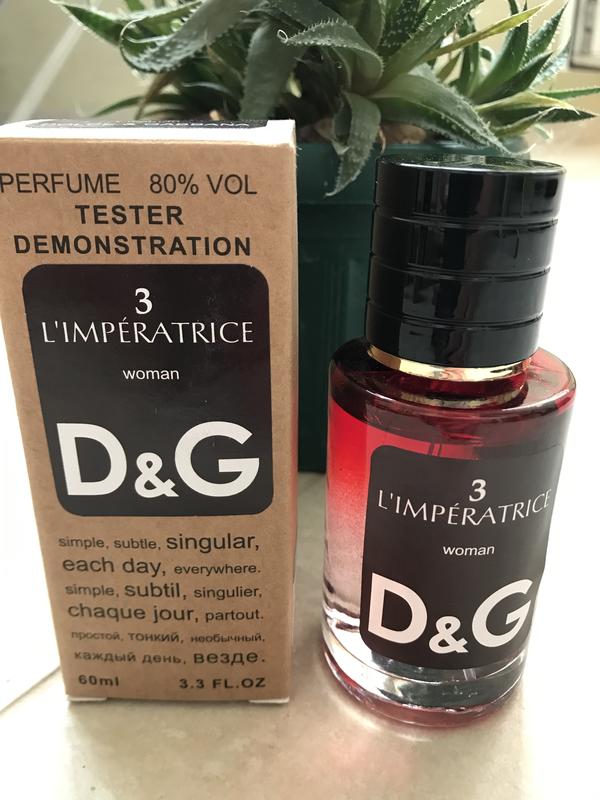 PERFUME 80% VOL
TESTER
DEMONSTRATION
3
L'IMPÉRATRICE
woman
D&G
simple, subtle, singular,
each day, everywhere.
simple, subtil, singulier,
chaque jour, partout.
простой, тонкий, необычный,
каждый день, везде.
60ml 3.3 FL.OZ
3
L'IMPÉRATRICE
woman
D&G